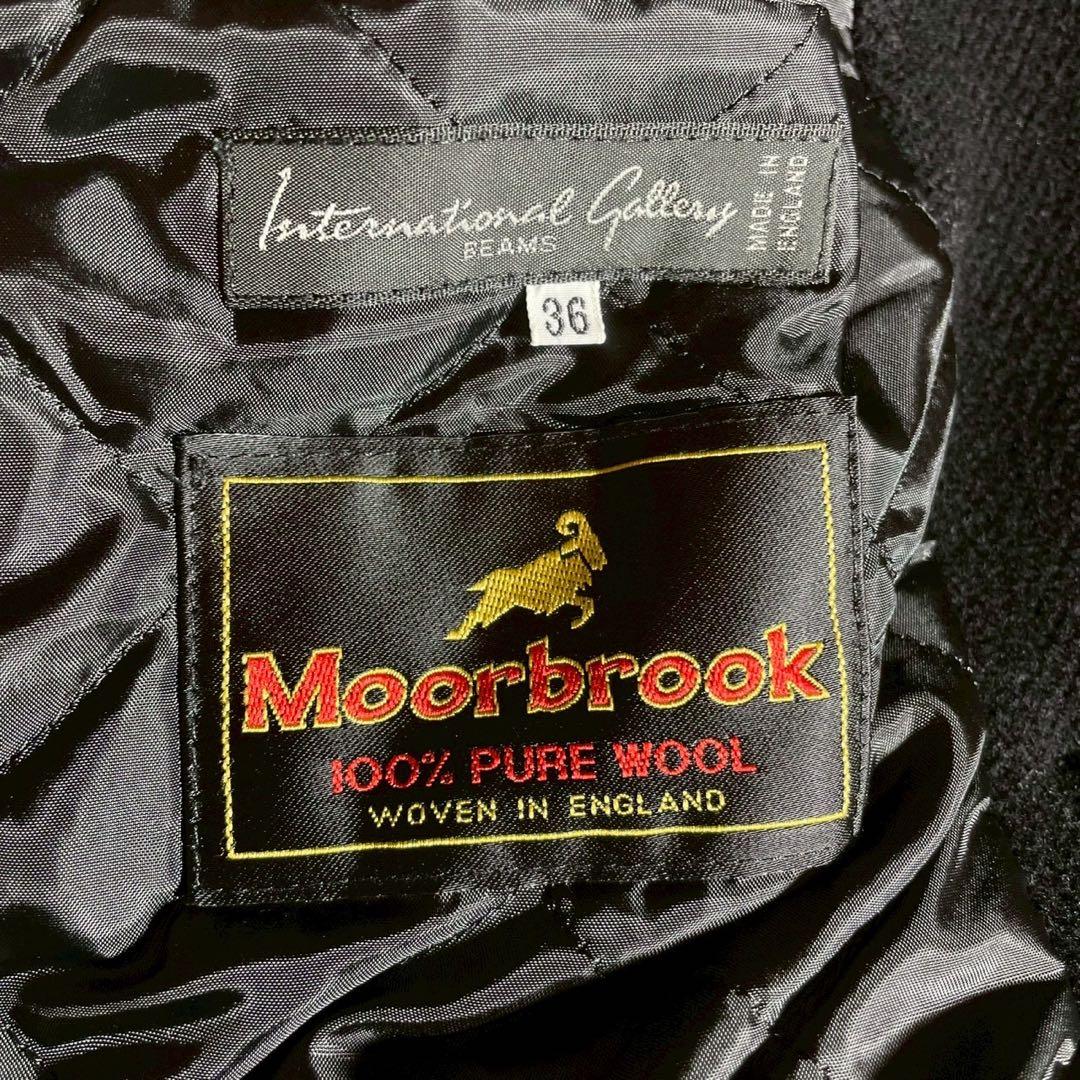 International Gallery
BEAMS
MADE IN
ENGLAND
36
Moorbrook
100% PURE WOOL
WOVEN IN ENGLAND